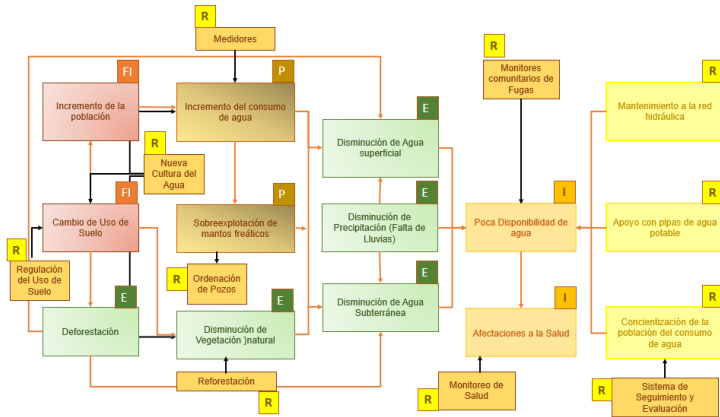 R
Medidores
R
Monitores
comunitarios de
Fugas
FI
Incremento de la
población
P
Incremento del consumo
de agua
R
Mantenimiento a la red
hidráulica
E
Disminución de Agua
superficial
R
Nueva
Cultura del
Agua
FI
Cambio de Uso de
Suelo
P
Sobreexplotación de
mantos freáticos
E
Disminución de
Precipitación (Falta de
Lluvias)
I
Poca Disponibilidad de
agua
R
Apoyo con pipas de agua
potable
R
Regulación
del Uso de
Suelo
R
Ordenación
de Pozos
E
Deforestación
E
Disminución de
Vegetación )natural
E
Disminución de Agua
Subterránea
I
Afectaciones a la Salud
R
Concientización de la
población del consumo
de agua
Reforestación
R
R
Monitoreo de
Salud
R
Sistema de
Seguimiento y
Evaluación